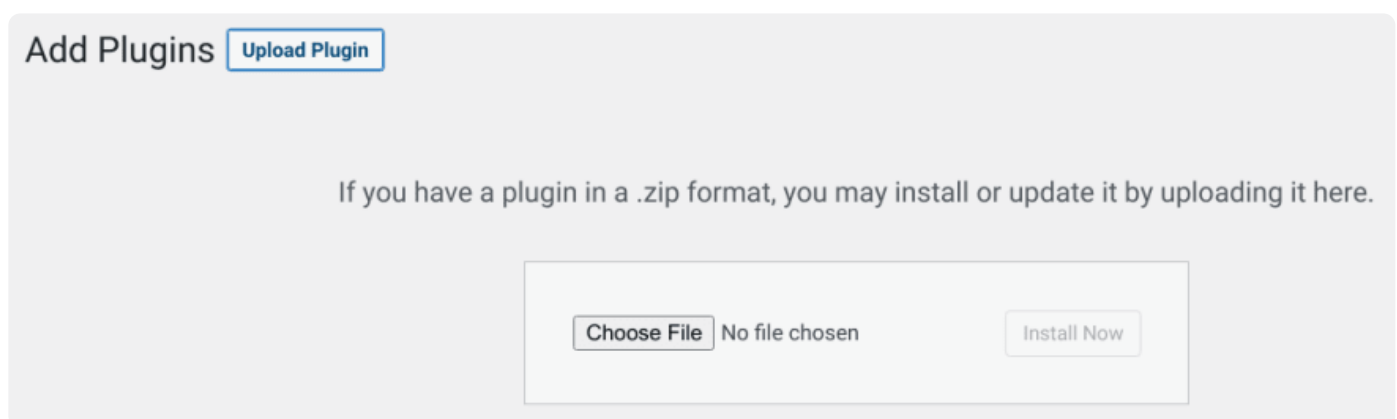 Add Plugins Upload Plugin
If you have a plugin in a .zip format, you may install or update it by uploading it here.
Choose File No file chosen Install Now